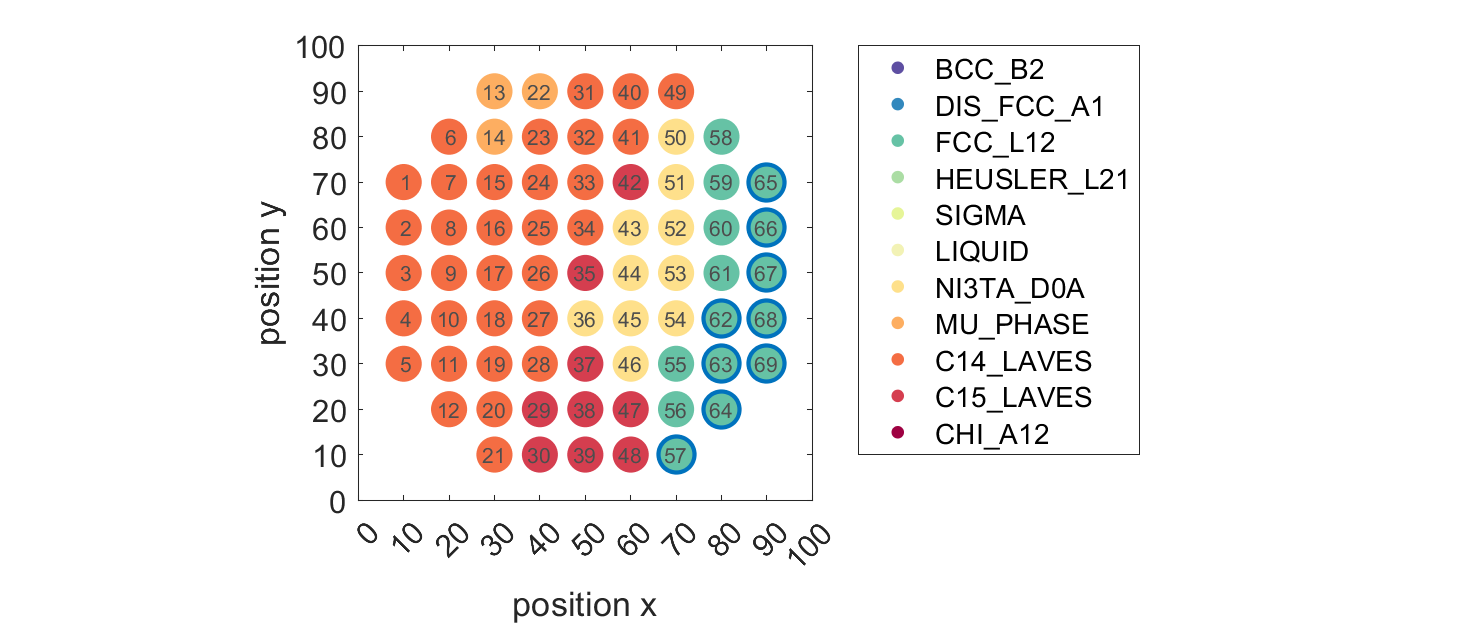 100
90
80
70
60
50
40
30
20
10
0
position y
13 22 31 40 49
6 14 23 32 41 50 58
1 7 15 24 33 42 51 59 65
2 8 16 25 34 43 52 60 66
3 9 17 26 35 44 53 61 67
4 10 18 27 36 45 54 62 68
5 11 19 28 37 46 55 63 69
12 20 29 38 47 56 64
21 30 39 48 57
0 10 20 30 40 50 60 70 80 90 100
position x
BCC_B2
DIS_FCC_A1
FCC_L12
HEUSLER_L21
SIGMA
LIQUID
NI3TA_D0A
MU_PHASE
C14_LAVES
C15_LAVES
CHI_A12